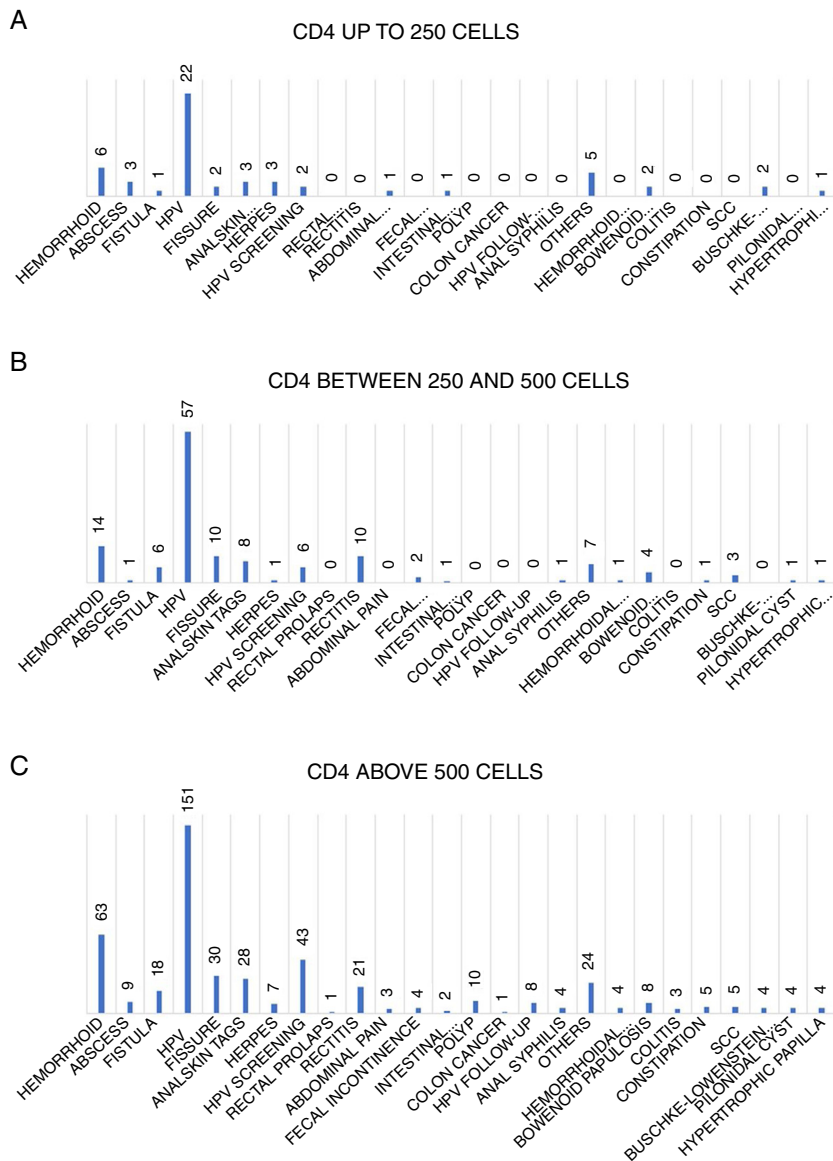 A
CD4 UP TO 250 CELLS
6
3
1
22
2
3
3
2
0
0
1
0
1
0
0
0
0
5
0
2
0
0
0
2
0
1
HEMORRHOID
ABSCESS
FISTULA
HPV
FISSURE
ANALSKIN...
HERPES
HPV SCREENING
RECTAL...
RECTITIS
ABDOMINAL...
FECAL...
INTESTINAL...
POLYP
COLON CANCER
HPV FOLLOW-...
ANAL SYPHILIS
OTHERS
HEMORRHOID...
BOWENOID...
COLITIS
CONSTIPATION
SCC
BUSCHKE-...
PILONIDAL...
HYPERTROPHI...
B
CD4 BETWEEN 250 AND 500 CELLS
14
1
6
57
10
8
1
6
0
10
0
2
1
0
0
0
1
7
1
4
0
1
3
0
1
1
HEMORRHOID
ABSCESS
FISTULA
HPV
FISSURE
ANALSKIN TAGS
HERPES
HPV SCREENING
RECTAL PROLAPS
RECTITIS
ABDOMINAL PAIN
FECAL...
INTESTINAL...
POLYP
COLON CANCER
HPV FOLLOW-UP
ANAL SYPHILIS
OTHERS
HEMORRHOIDAL...
BOWENOID...
COLITIS
CONSTIPATION
SCC
BUSCHKE-...
PILONIDAL CYST
HYPERTROPHIC...
C
CD4 ABOVE 500 CELLS
63
9
18
151
30
28
7
43
1
21
3
4
2
10
1
8
4
24
4
8
3
5
5
4
4
4
HEMORRHOID
ABSCESS
FISTULA
HPV
FISSURE
ANALSKIN TAGS
HERPES
HPV SCREENING
RECTAL PROLAPS
RECTITIS
ABDOMINAL PAIN
FECAL INCONTINENCE
INTESTINAL...
POLYP
COLON CANCER
HPV FOLLOW-UP
ANAL SYPHILIS
OTHERS
HEMORRHOIDAL...
BOWENOID PAPULOSIS
COLITIS
CONSTIPATION
SCC
BUSCHKE-LOWENSTEIN...
PILONIDAL CYST
HYPERTROPHIC PAPILLA